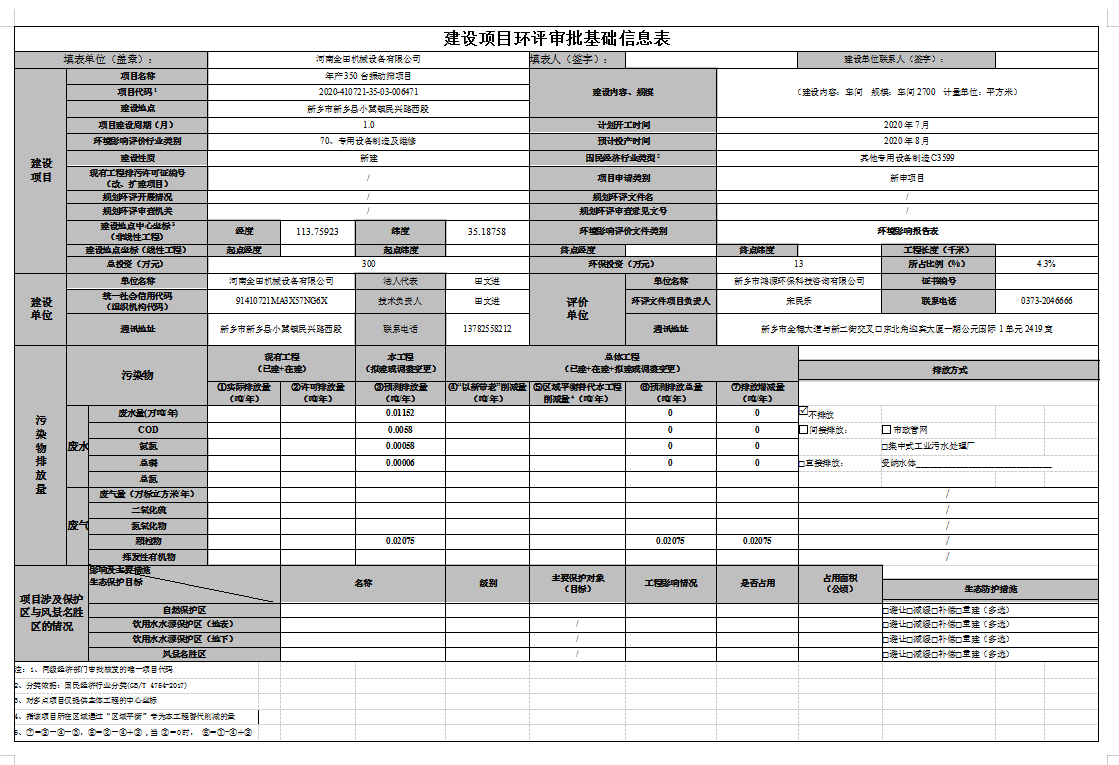 建设项目环评审批基础信息表
填表单位（盖章）： 河南金田机械设备有限公司 填表人（签字）： 建设单位联系人（签字）：
建设项目
项目名称 年产350台振动筛项目 建设内容、规模 （建设内容：车间 规模：车间2700 计量单位：平方米）
项目代码1 2020-410721-35-03-006471
建设地点 新乡市新乡县小冀镇民兴路西段
项目建设周期（月） 1.0 计划开工时间 2020年7月
环境影响评价行业类别 70、专用设备制造及维修 预计投产时间 2020年8月
建设性质 新建 国民经济行业类型2 其他专用设备制造C3599
现有工程排污许可证编号（改、扩建项目） / 项目申请类别 新申项目
规划环评开展情况 / 规划环评文件名 /
规划环评审查机关 / 规划环评审查意见文号 /
建设地点中心坐标3（非线性工程） 经度 113.75923 纬度 35.18758 环境影响评价文件类别 环境影响报告表
建设地点坐标（线性工程） 起点经度 起点纬度 终点经度 终点纬度 工程长度（千米）
总投资（万元） 300 环保投资（万元） 13 所占比例（%） 4.3%
建设单位
单位名称 河南金田机械设备有限公司 法人代表 田文进 评价单位 单位名称 新乡市鸿源环保科技咨询有限公司 证书编号
统一社会信用代码（组织机构代码） 91410721MA3X57NG6X 技术负责人 田文进 环评文件项目负责人 宋民乐 联系电话 0373-2046666
通讯地址 新乡市新乡县小冀镇民兴路西段 联系电话 13782558212 通讯地址 新乡市金穗大道与新二街交叉口东北角迎宾大厦一期公元国际1单元2419室
污染物排放量
污染物 现有工程（已建+在建） 本工程（拟建或调整变更） 总体工程（已建+在建+拟建或调整变更） 排放方式
①实际排放量（吨/年） ②许可排放量（吨/年） ③预测排放量（吨/年） ④“以新带老”削减量（吨/年） ⑤区域平衡替代本工程削减量4（吨/年） ⑥预测排放总量（吨/年） ⑦排放增减量（吨/年）
废水
废水量(万吨/年) 0.01152 0 0 ☑不排放
COD 0.0058 0 0 □间接排放： □市政管网
氨氮 0.00058 0 0 □集中式工业污水处理厂
总磷 0.00006 0 0 □直接排放： 受纳水体
总氮
废气
废气量（万标立方米/年） /
二氧化硫 /
氮氧化物 /
颗粒物 0.02075 0.02075 0.02075 /
挥发性有机物 /
项目涉及保护区与风景名胜区的情况
影响及主要措施
生态保护目标 名称 级别 主要保护对象（目标） 工程影响情况 是否占用 占用面积（公顷） 生态防护措施
自然保护区 □避让□减缓□补偿□重建（多选）
饮用水水源保护区（地表） / □避让□减缓□补偿□重建（多选）
饮用水水源保护区（地下） / □避让□减缓□补偿□重建（多选）
风景名胜区 / □避让□减缓□补偿□重建（多选）
注：1、同级经济部门审批核发的唯一项目代码
2、分类依据：国民经济行业分类(GB/T 4754-2017)
3、对多点项目仅提供主体工程的中心坐标
4、指该项目所在区域通过“区域平衡”专为本工程替代削减的量
5、⑦=③-④-⑤，⑥=②-④+③，当②=0时，⑥=①-④+③